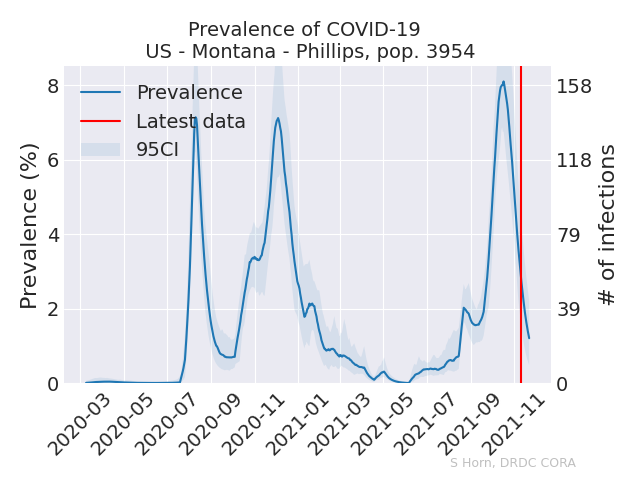 Prevalence of COVID-19
US - Montana - Phillips, pop. 3954
Prevalence
Latest data
95CI
Prevalence (%)
8
6
4
2
0
158
118
79
39
0
# of infections
2020-03
2020-05
2020-07
2020-09
2020-11
2021-01
2021-03
2021-05
2021-07
2021-09
2021-11
S Horn, DRDC CORA